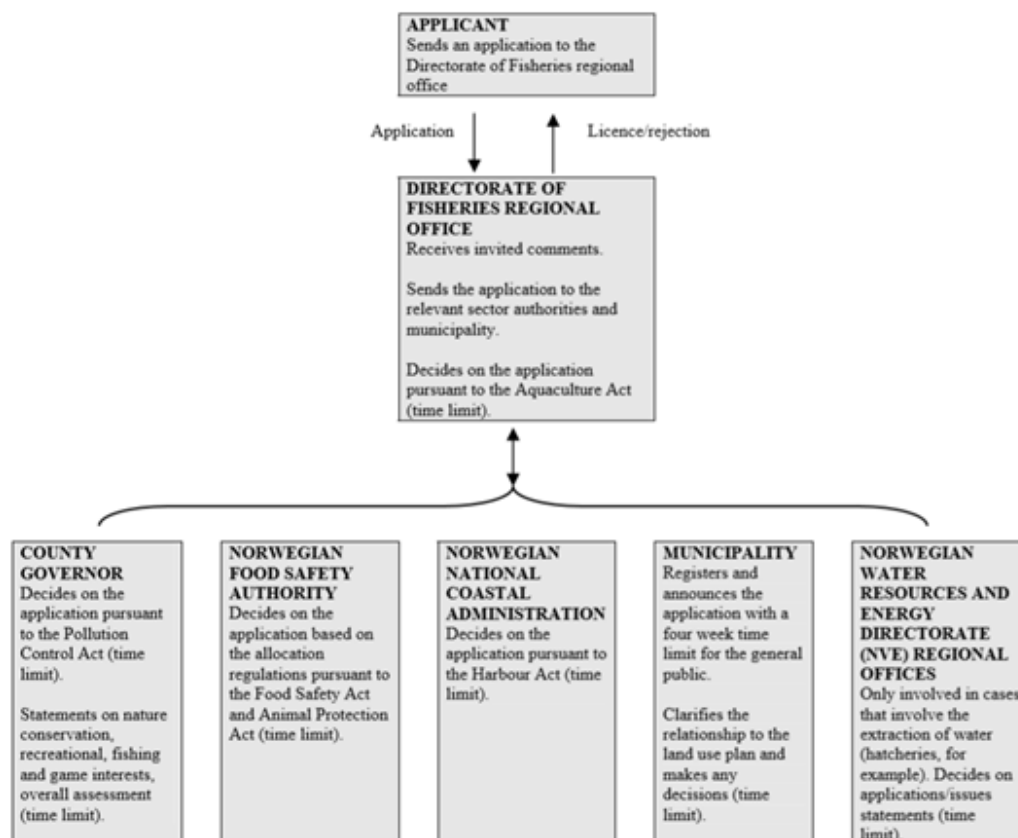 APPLICANT
Sends an application to the
Directorate of Fisheries regional
office
Application
Licence/rejection
DIRECTORATE OF
FISHERIES REGIONAL
OFFICE
Receives invited comments.
Sends the application to the
relevant sector authorities and
municipality.
Decides on the application
pursuant to the Aquaculture Act
(time limit).
COUNTY
GOVERNOR
Decides on the
application pursuant
to the Pollution
Control Act (time
limit).
Statements on nature
conservation,
recreational, fishing
and game interests,
overall assessment
(time limit).
NORWEGIAN
FOOD SAFETY
AUTHORITY
Decides on the
application based on
the allocation
regulations pursuant to
the Food Safety Act
and Animal Protection
Act (time limit).
NORWEGIAN
NATIONAL
COASTAL
ADMINISTRATION
Decides on the
application pursuant to
the Harbour Act (time
limit).
MUNICIPALITY
Registers and
announces the
application with a
four week time
limit for the general
public.
Clarifies the
relationship to the
land use plan and
makes any
decisions (time
limit).
NORWEGIAN
WATER
RESOURCES AND
ENERGY
DIRECTORATE
(NVE) REGIONAL
OFFICES
Only involved in cases
that involve the
extraction of water
(hatcheries, for
example). Decides on
applications/issues
statements (time
limit).